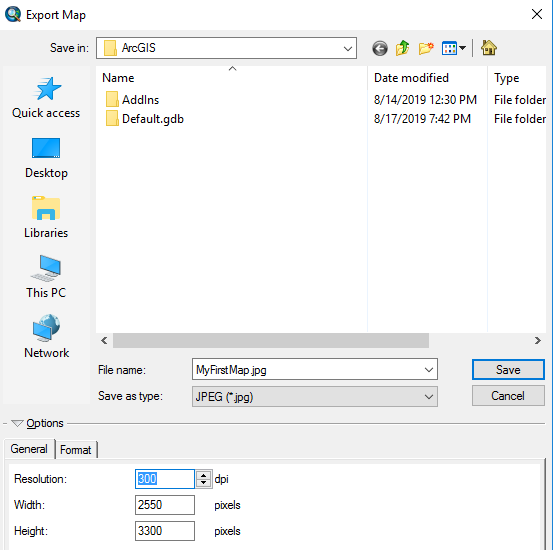 Export Map
Save in: ArcGIS
Name Date modified Type
AddIns 8/14/2019 12:30 PM File folder
Default.gdb 8/17/2019 7:42 PM File folder
Quick access
Desktop
Libraries
This PC
Network
File name: MyFirstMap.jpg Save
Save as type: JPEG (*.jpg) Cancel
Options
General Format
Resolution: 300 dpi
Width: 2550 pixels
Height: 3300 pixels